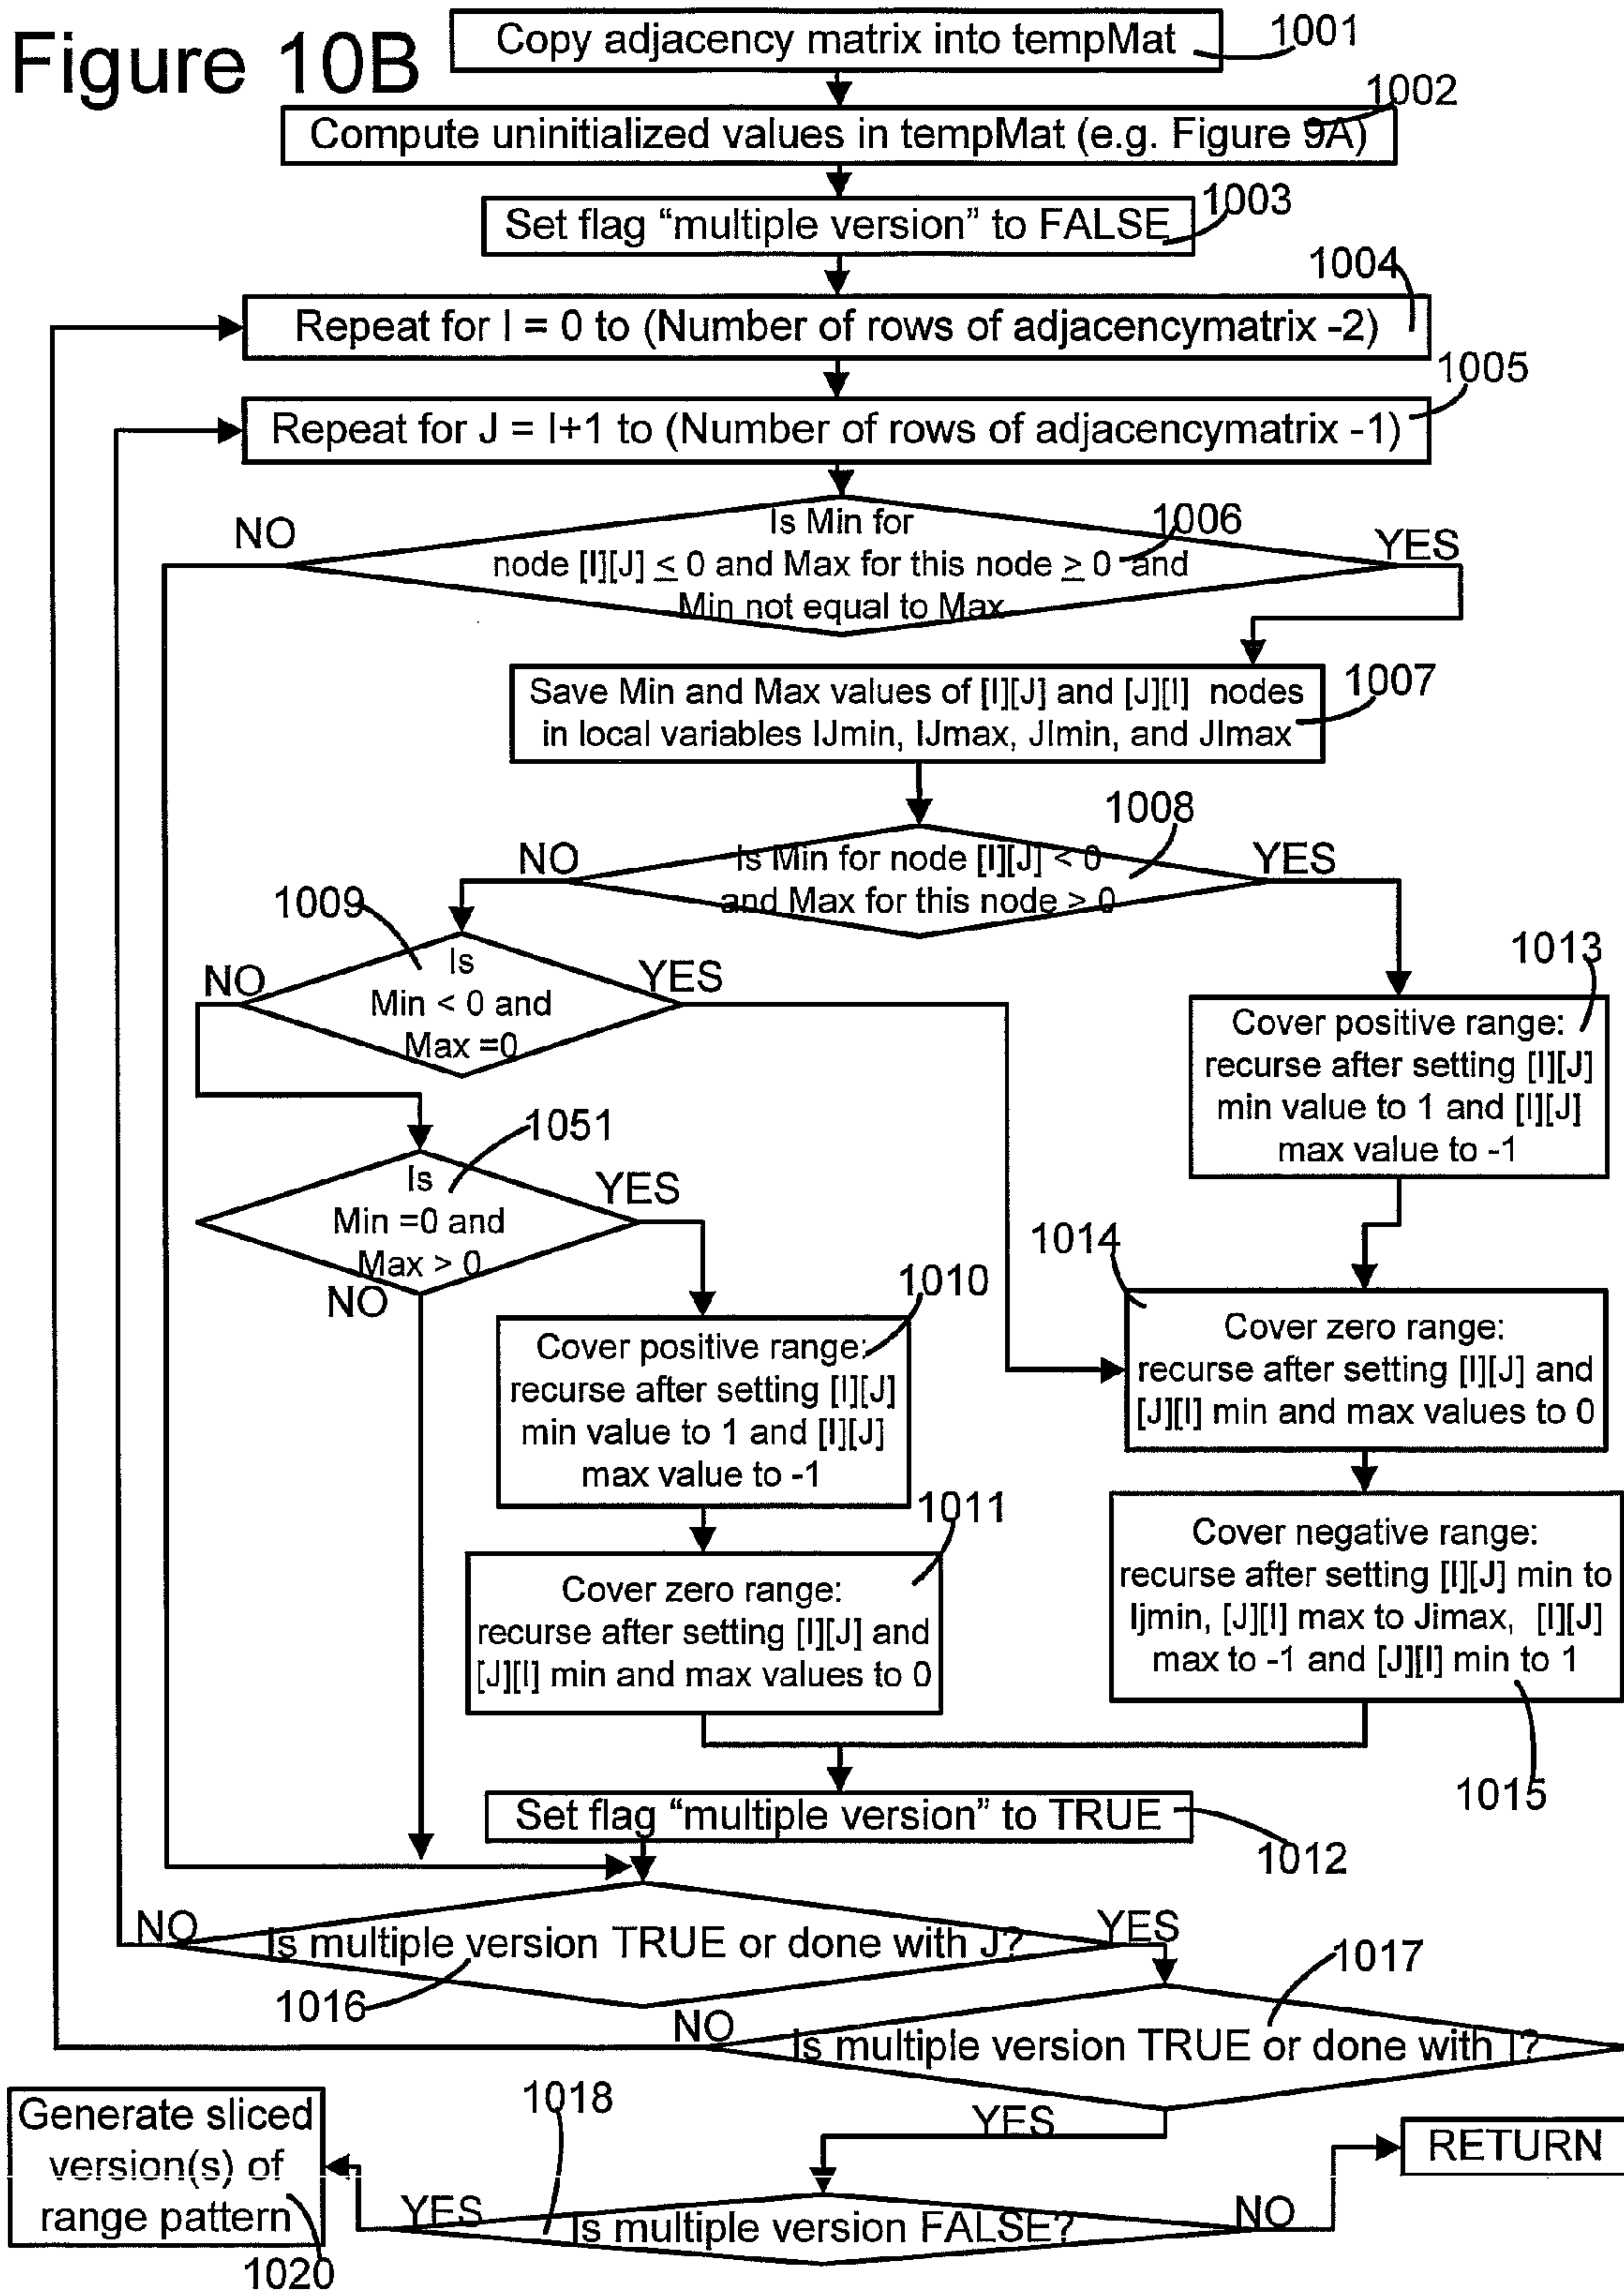 Figure 10B
Copy adjacency matrix into tempMat
1001
1002
Compute uninitialized values in tempMat (e.g. Figure 9A)
1003
Set flag “multiple version” to FALSE
1004
Repeat for I = 0 to (Number of rows of adjacencymatrix -2)
1005
Repeat for J = I+1 to (Number of rows of adjacencymatrix -1)
NO
Is Min for
node [I][J] ≤ 0 and Max for this node ≥ 0 and
Min not equal to Max
1006
YES
Save Min and Max values of [I][J] and [J][I] nodes
in local variables IJmin, IJmax, JImin, and JImax
1007
1008
NO
Is Min for node [I][J] < 0
and Max for this node > 0
YES
1009
NO
Is
Min < 0 and
Max =0
YES
1013
Cover positive range:
recurse after setting [I][J]
min value to 1 and [I][J]
max value to -1
1051
Is
Min =0 and
Max > 0
YES
NO
1014
Cover zero range:
recurse after setting [I][J] and
[J][I] min and max values to 0
1010
Cover positive range:
recurse after setting [I][J]
min value to 1 and [I][J]
max value to -1
1011
Cover zero range:
recurse after setting [I][J] and
[J][I] min and max values to 0
Cover negative range:
recurse after setting [I][J] min to
Ijmin, [J][I] max to Jimax, [I][J]
max to -1 and [J][I] min to 1
1015
Set flag “multiple version” to TRUE
1012
NO
Is multiple version TRUE or done with J?
YES
1016
1017
NO
Is multiple version TRUE or done with I?
YES
1018
Generate sliced
version(s) of
range pattern
1020
YES
Is multiple version FALSE?
NO
RETURN